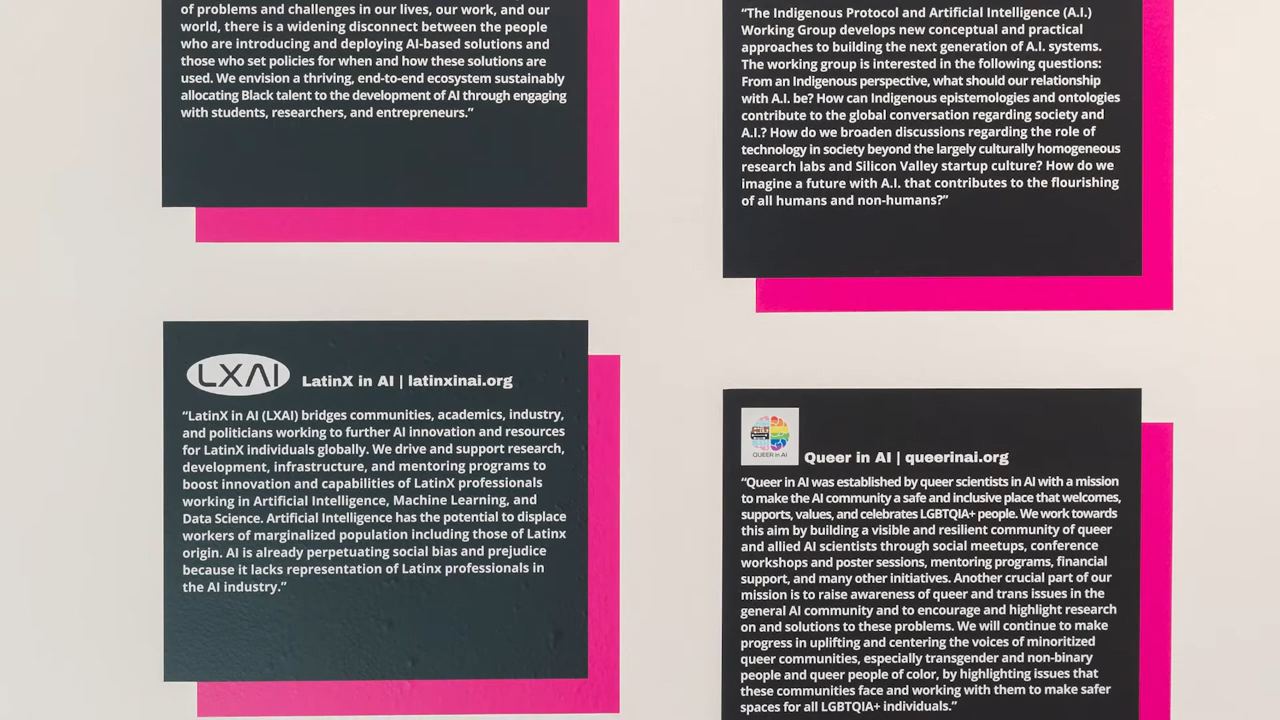 of problems and challenges in our lives, our work, and our
world, there is a widening disconnect between the people
who are introducing and deploying AI-based solutions and
those who set policies for when and how these solutions are
used. We envision a thriving, end-to-end ecosystem sustainably
allocating Black talent to the development of AI through engaging
with students, researchers, and entrepreneurs.”
“The Indigenous Protocol and Artificial Intelligence (A.I.)
Working Group develops new conceptual and practical
approaches to building the next generation of A.I. systems.
The working group is interested in the following questions:
From an Indigenous perspective, what should our relationship
with A.I. be? How can Indigenous epistemologies and ontologies
contribute to the global conversation regarding society and
A.I.? How do we broaden discussions regarding the role of
technology in society beyond the largely culturally homogeneous
research labs and Silicon Valley startup culture? How do we
imagine a future with A.I. that contributes to the flourishing
of all humans and non-humans?”
LXAI LatinX in AI | latinxinai.org
“LatinX in AI (LXAI) bridges communities, academics, industry,
and politicians working to further AI innovation and resources
for LatinX individuals globally. We drive and support research,
development, infrastructure, and mentoring programs to
boost innovation and capabilities of LatinX professionals
working in Artificial Intelligence, Machine Learning, and
Data Science. Artificial Intelligence has the potential to displace
workers of marginalized population including those of Latinx
origin. AI is already perpetuating social bias and prejudice
because it lacks representation of Latinx professionals in
the AI industry.”
QUEER in AI
Queer in AI | queerinai.org
“Queer in AI was established by queer scientists in AI with a mission
to make the AI community a safe and inclusive place that welcomes,
supports, values, and celebrates LGBTQIA+ people. We work towards
this aim by building a visible and resilient community of queer
and allied AI scientists through social meetups, conference
workshops and poster sessions, mentoring programs, financial
support, and many other initiatives. Another crucial part of our
mission is to raise awareness of queer and trans issues in the
general AI community and to encourage and highlight research
on and solutions to these problems. We will continue to make
progress in uplifting and centering the voices of minoritized
queer communities, especially transgender and non-binary
people and queer people of color, by highlighting issues that
these communities face and working with them to make safer
spaces for all LGBTQIA+ individuals.”